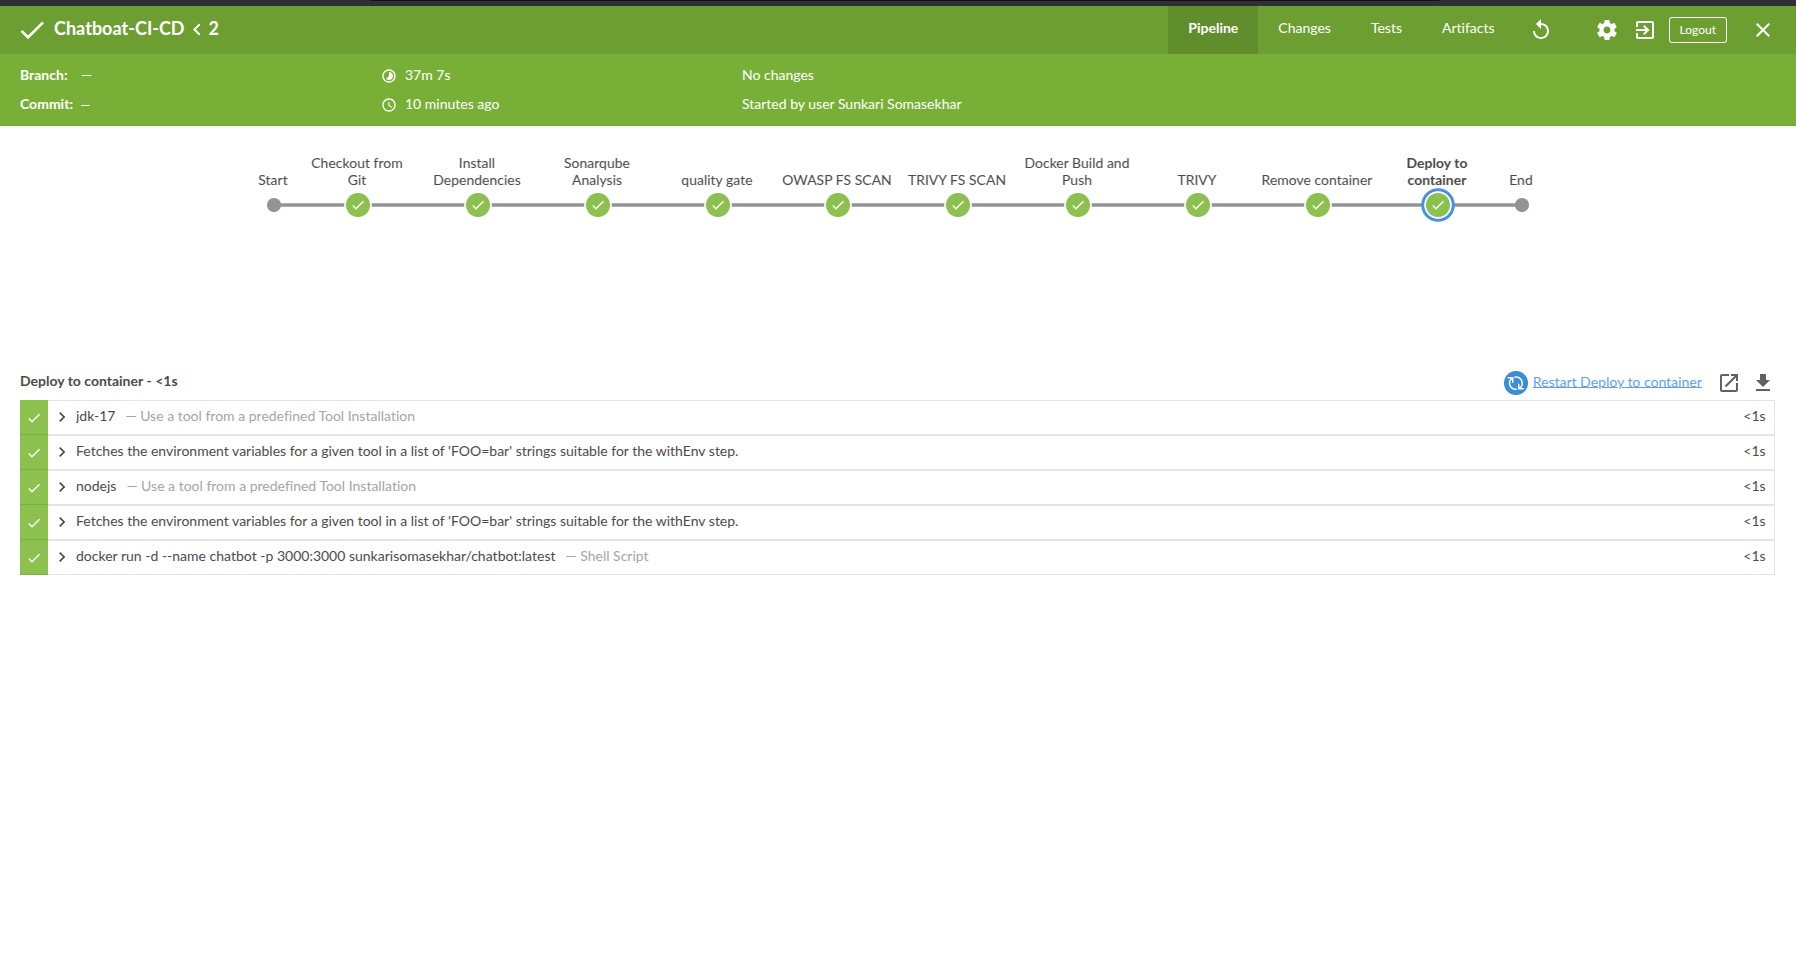 Chatboat-CI-CD < 2
Pipeline
Changes
Tests
Artifacts
Logout
Branch: —
37m 7s
No changes
Commit: —
10 minutes ago
Started by user Sunkari Somasekhar
Start
Checkout from
Git
Install
Dependencies
Sonarqube
Analysis
quality gate
OWASP FS SCAN
TRIVY FS SCAN
Docker Build and
Push
TRIVY
Remove container
Deploy to
container
End
Deploy to container - <1s
Restart Deploy to container
jdk-17 — Use a tool from a predefined Tool Installation <1s
Fetches the environment variables for a given tool in a list of 'FOO=bar' strings suitable for the withEnv step. <1s
nodejs — Use a tool from a predefined Tool Installation <1s
Fetches the environment variables for a given tool in a list of 'FOO=bar' strings suitable for the withEnv step. <1s
docker run -d --name chatbot -p 3000:3000 sunkarisomasekhar/chatbot:latest — Shell Script <1s